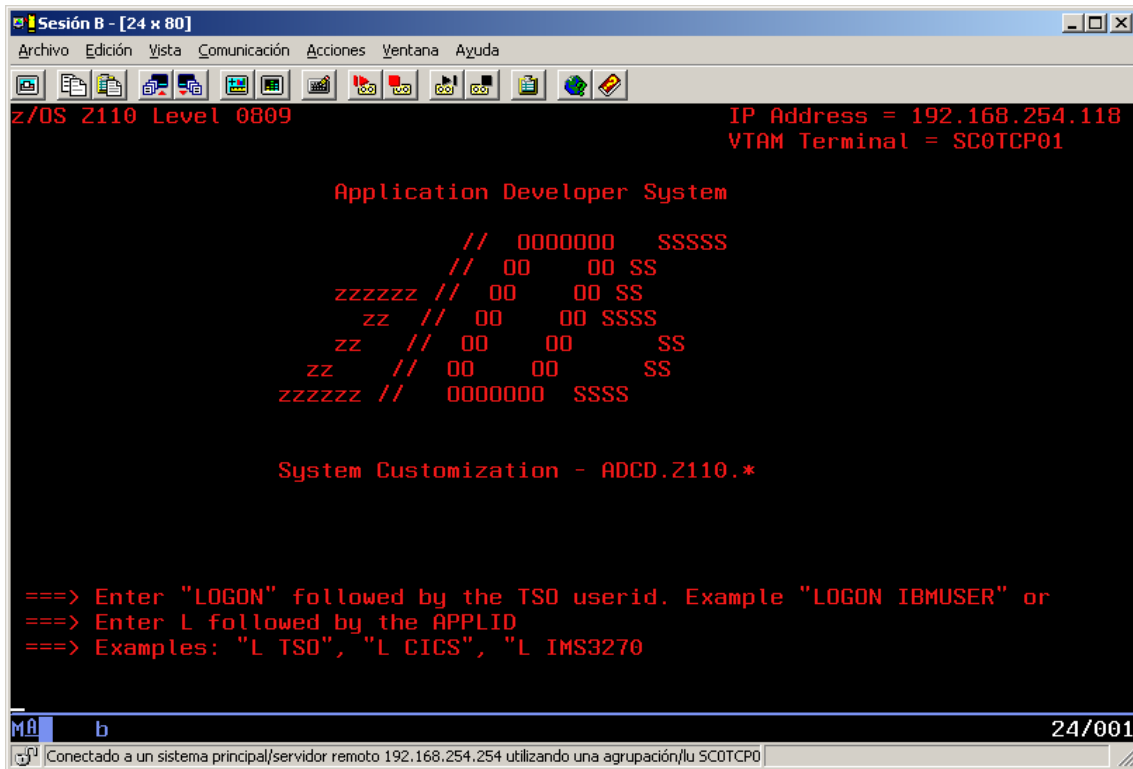 Sesión B - [24 x 80]
Archivo Edición Vista Comunicación Acciones Ventana Ayuda
z/OS Z110 Level 0809 IP Address = 192.168.254.118
VTAM Terminal = SC0TCP01
Application Developer System
// OOOOOOO SSSSS
// OO OO SS
zzzzzz // OO OO SS
zz // OO OO SSSS
zz // OO OO SS
zz // OO OO SS
zzzzzz // OOOOOOO SSSS
System Customization - ADCD.Z110.*
===> Enter "LOGON" followed by the TSO userid. Example "LOGON IBMUSER" or
===> Enter L followed by the APPLID
===> Examples: "L TSO", "L CICS", "L IMS3270
MA b 24/001
Conectado a un sistema principal/servidor remoto 192.168.254.254 utilizando una agrupación/lu SC0TCP0